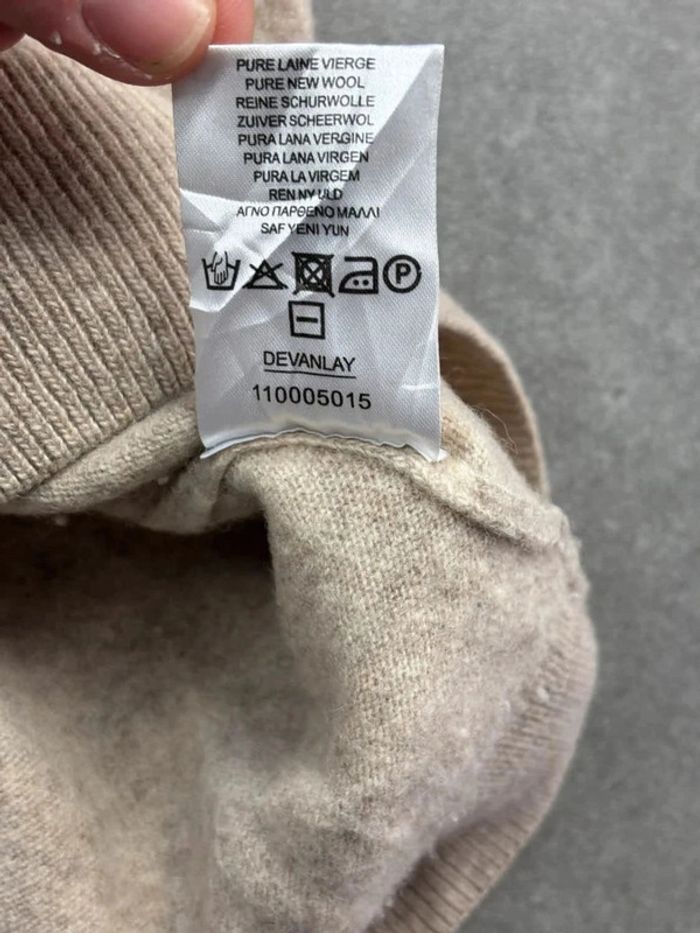 PURE LAINE VIERGE
PURE NEW WOOL
REINE SCHURWOLLE
ZUIVER SCHEERWOL
PURA LANA VERGINE
PURA LANA VIRGEN
PURA LA VIRGEM
REN NY ULD
ΑΓΝΟ ΠΑΡΘΕΝΟ ΜΑΛΛΙ
SAF YENI YUN
P
DEVANLAY
110005015